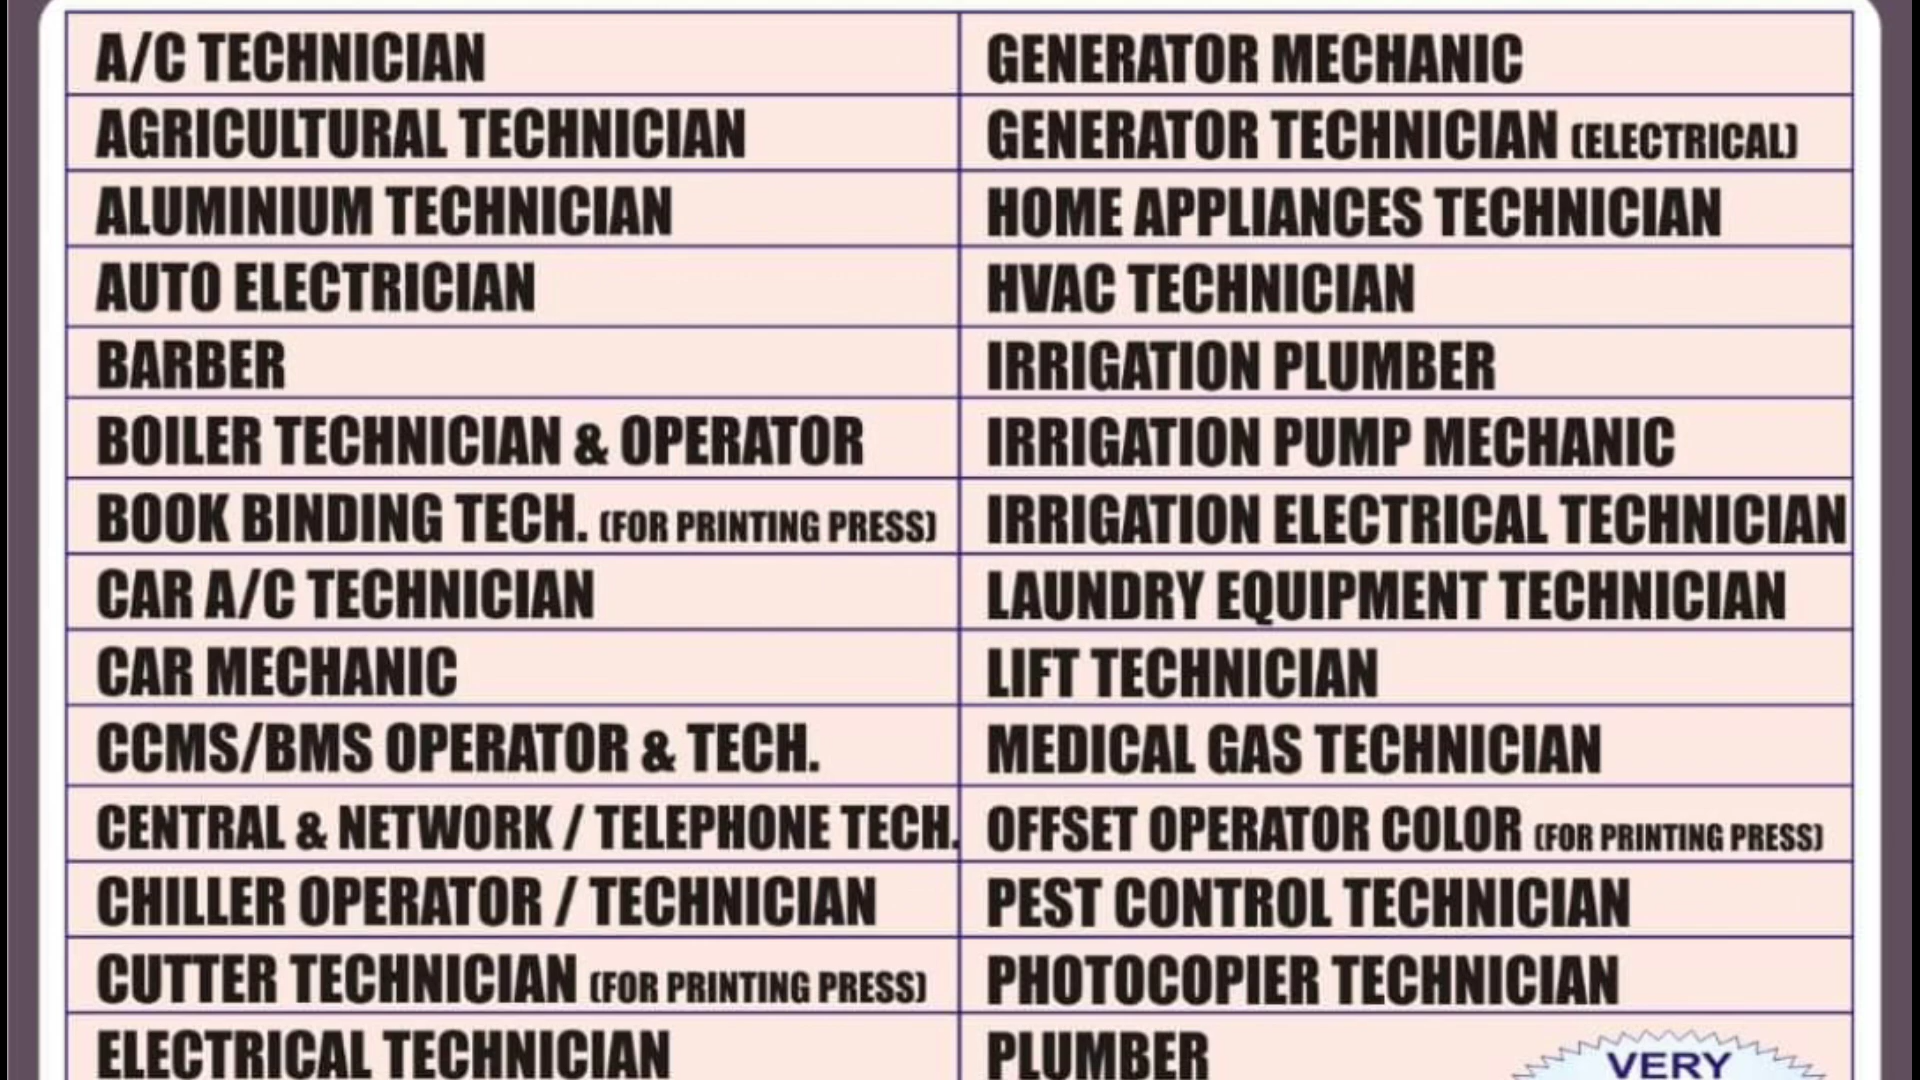 A/C TECHNICIAN
AGRICULTURAL TECHNICIAN
ALUMINIUM TECHNICIAN
AUTO ELECTRICIAN
BARBER
BOILER TECHNICIAN & OPERATOR
BOOK BINDING TECH. (FOR PRINTING PRESS)
CAR A/C TECHNICIAN
CAR MECHANIC
CCMS/BMS OPERATOR & TECH.
CENTRAL & NETWORK / TELEPHONE TECH.
CHILLER OPERATOR / TECHNICIAN
CUTTER TECHNICIAN (FOR PRINTING PRESS)
ELECTRICAL TECHNICIAN
GENERATOR MECHANIC
GENERATOR TECHNICIAN (ELECTRICAL)
HOME APPLIANCES TECHNICIAN
HVAC TECHNICIAN
IRRIGATION PLUMBER
IRRIGATION PUMP MECHANIC
IRRIGATION ELECTRICAL TECHNICIAN
LAUNDRY EQUIPMENT TECHNICIAN
LIFT TECHNICIAN
MEDICAL GAS TECHNICIAN
OFFSET OPERATOR COLOR (FOR PRINTING PRESS)
PEST CONTROL TECHNICIAN
PHOTOCOPIER TECHNICIAN
PLUMBER
VERY